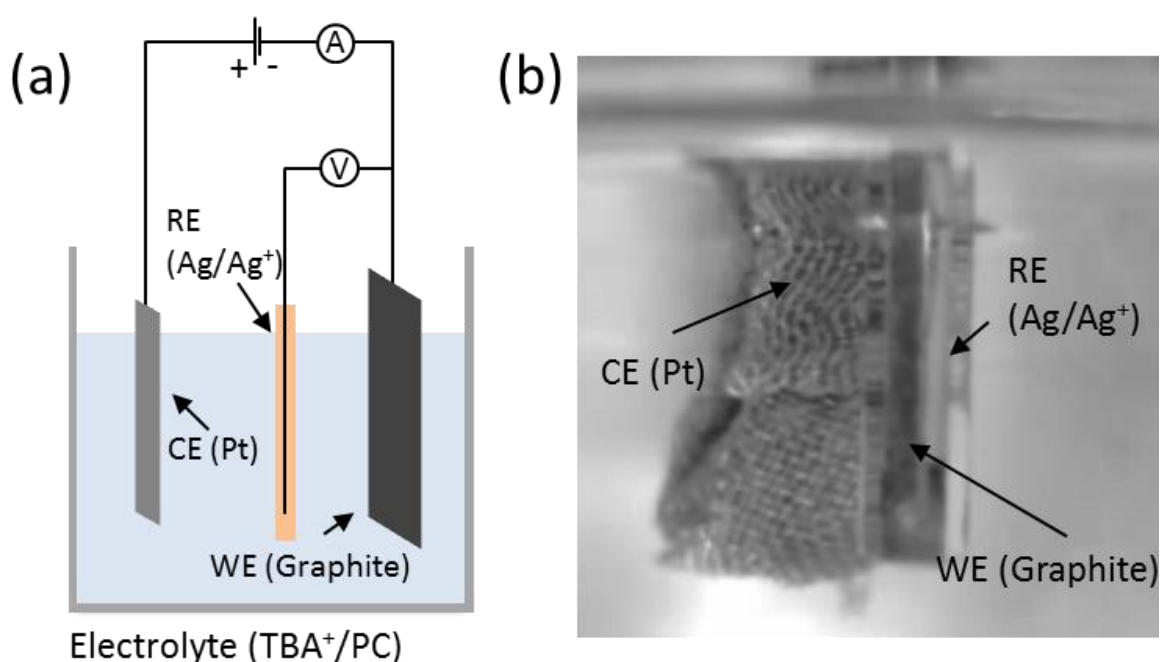 (a)
A
+ -
V
RE
(Ag/Ag⁺)
CE (Pt)
WE (Graphite)
Electrolyte (TBA⁺/PC)
(b)
RE
(Ag/Ag⁺)
CE (Pt)
WE (Graphite)